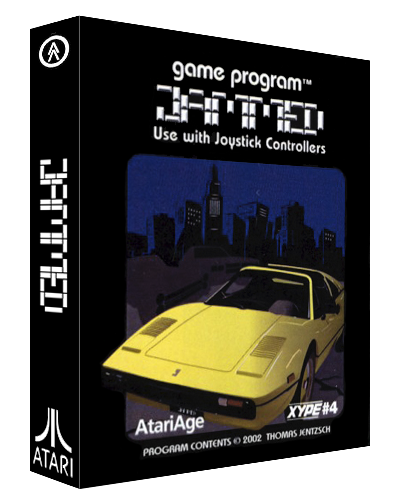 game program™
JAMMED
Use with Joystick Controllers
AtariAge
XYPE#4
PROGRAM CONTENTS © 2002 THOMAS JENTZSCH
JAMMED
ATARI